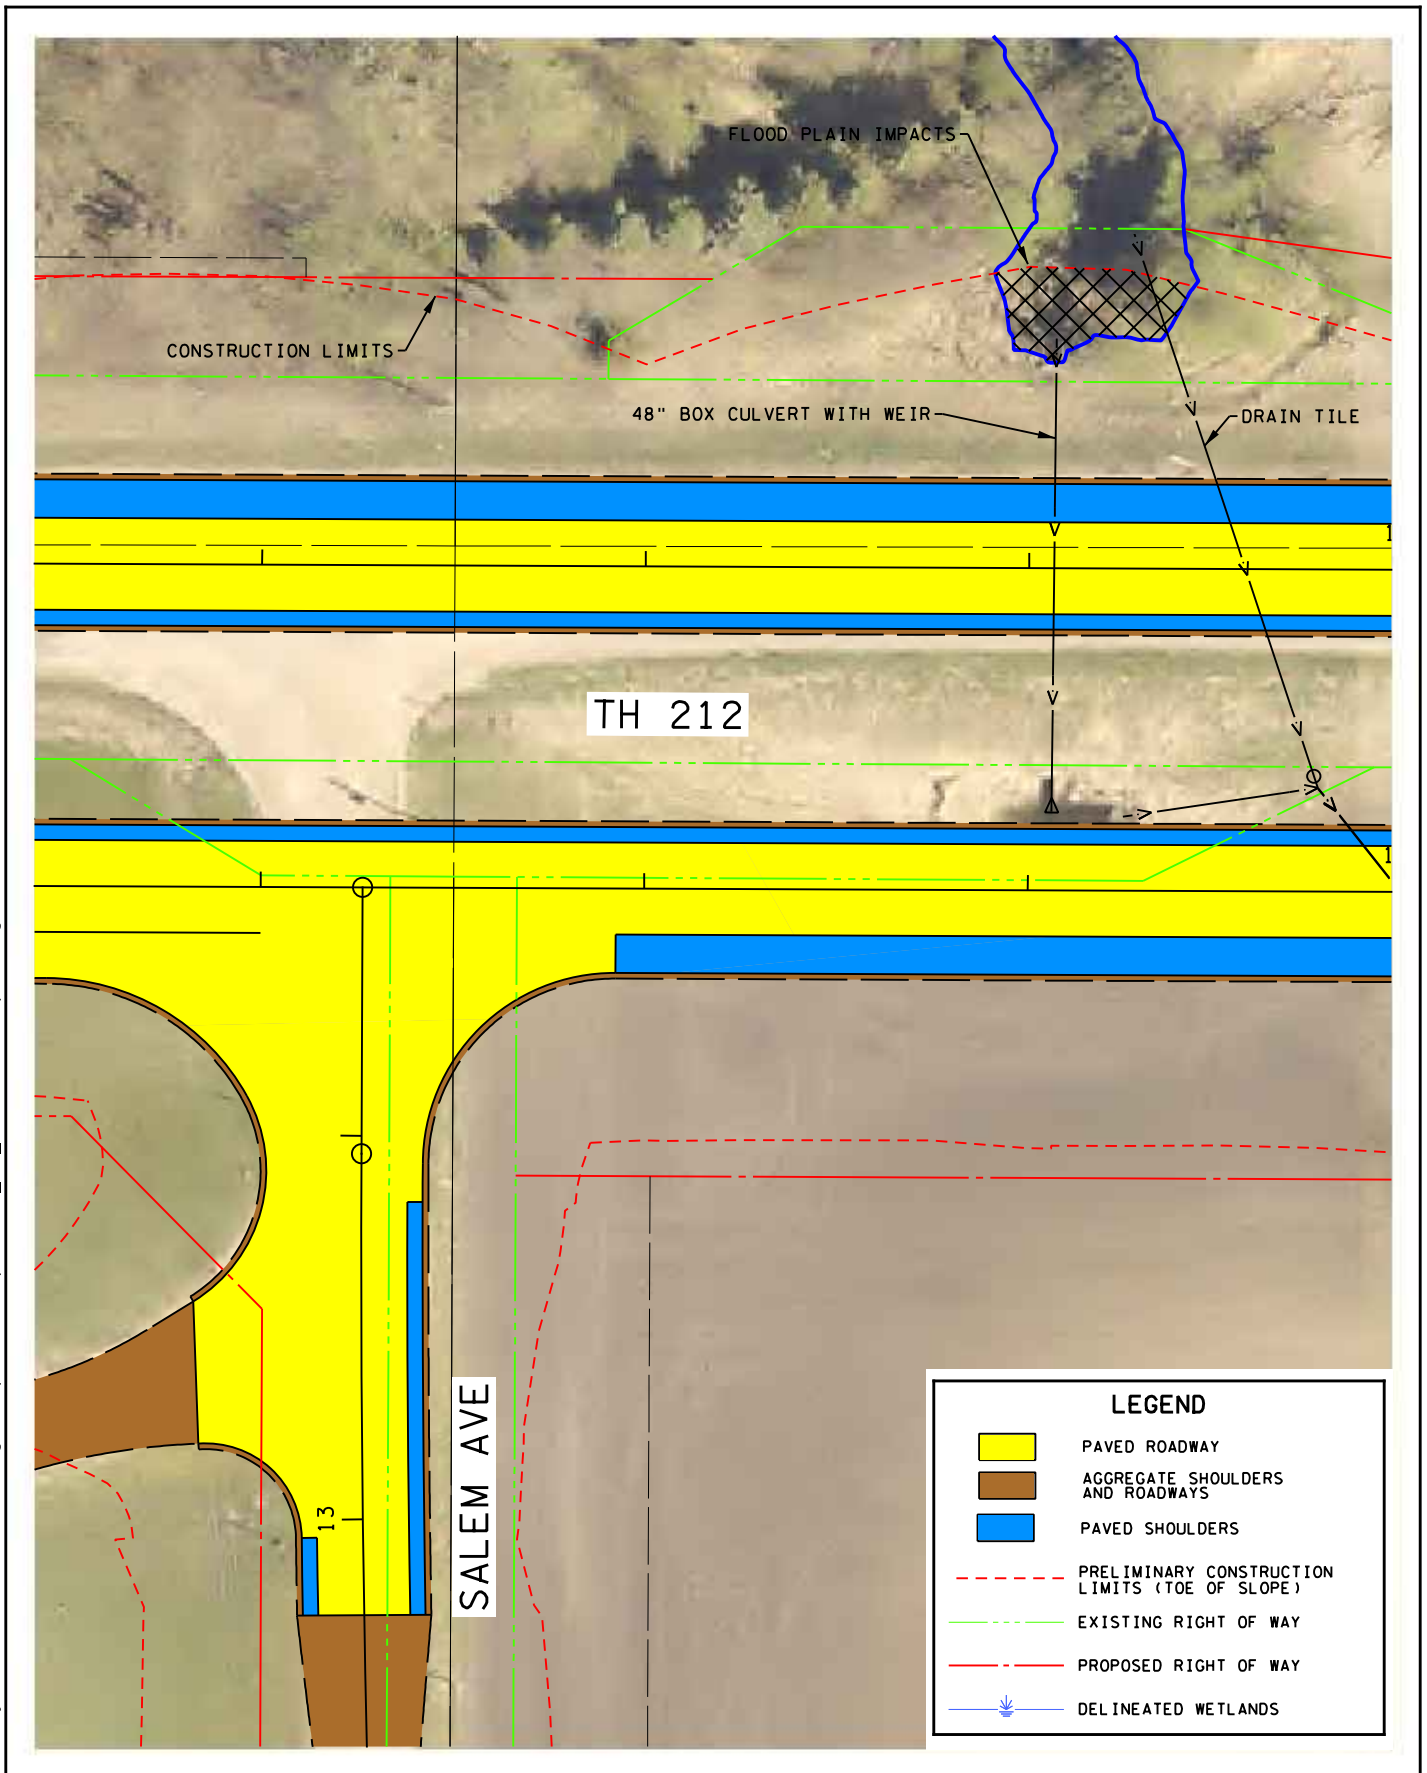 FLOOD PLAIN IMPACTS
CONSTRUCTION LIMITS
48" BOX CULVERT WITH WEIR
DRAIN TILE
1
TH 212
1
13
SALEM AVE
LEGEND
PAVED ROADWAY
AGGREGATE SHOULDERS
AND ROADWAYS
PAVED SHOULDERS
PRELIMINARY CONSTRUCTION
LIMITS (TOE OF SLOPE)
EXISTING RIGHT OF WAY
PROPOSED RIGHT OF WAY
DELINEATED WETLANDS